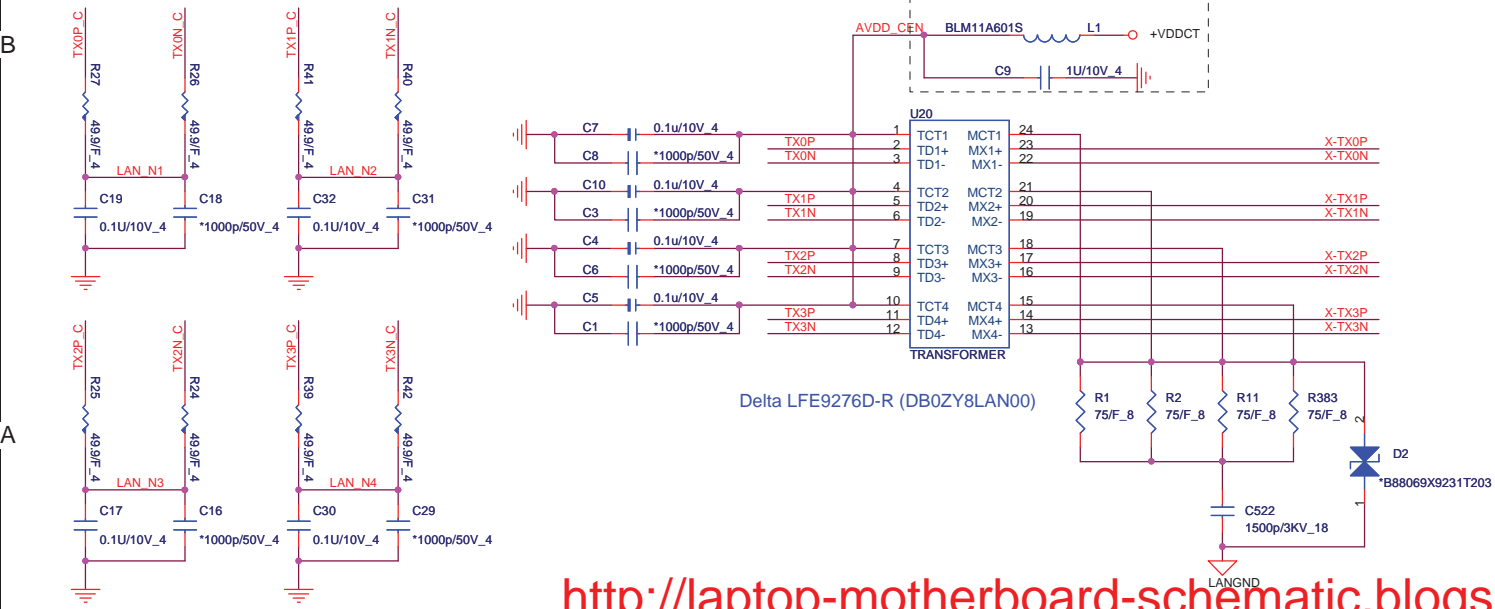 B
TX0P_C
TX0N_C
TX1P_C
TX1N_C
R27
R26
R41
R40
49.9/F_4
49.9/F_4
49.9/F_4
49.9/F_4
LAN_N1
LAN_N2
C19
C18
C32
C31
0.1U/10V_4
*1000p/50V_4
0.1U/10V_4
*1000p/50V_4
AVDD_CEN
BLM11A601S
L1
+VDDCT
C9
1U/10V_4
U20
C7
0.1u/10V_4
C8
*1000p/50V_4
C10
0.1u/10V_4
C3
*1000p/50V_4
C4
0.1u/10V_4
C6
*1000p/50V_4
C5
0.1u/10V_4
C1
*1000p/50V_4
TX0P
TX0N
TX1P
TX1N
TX2P
TX2N
TX3P
TX3N
1 TCT1 MCT1 24
2 TD1+ MX1+ 23
3 TD1- MX1- 22
4 TCT2 MCT2 21
5 TD2+ MX2+ 20
6 TD2- MX2- 19
7 TCT3 MCT3 18
8 TD3+ MX3+ 17
9 TD3- MX3- 16
10 TCT4 MCT4 15
11 TD4+ MX4+ 14
12 TD4- MX4- 13
TRANSFORMER
X-TX0P
X-TX0N
X-TX1P
X-TX1N
X-TX2P
X-TX2N
X-TX3P
X-TX3N
Delta LFE9276D-R (DB0ZY8LAN00)
A
TX2P_C
TX2N_C
TX3P_C
TX3N_C
R25
R24
R39
R42
49.9/F_4
49.9/F_4
49.9/F_4
49.9/F_4
LAN_N3
LAN_N4
C17
C16
C30
C29
0.1U/10V_4
*1000p/50V_4
0.1U/10V_4
*1000p/50V_4
R1
75/F_8
R2
75/F_8
R11
75/F_8
R383
75/F_8
2
D2
*B88069X9231T203
1
C522
1500p/3KV_18
LANGND
http://laptop-motherboard-schematic.blogs